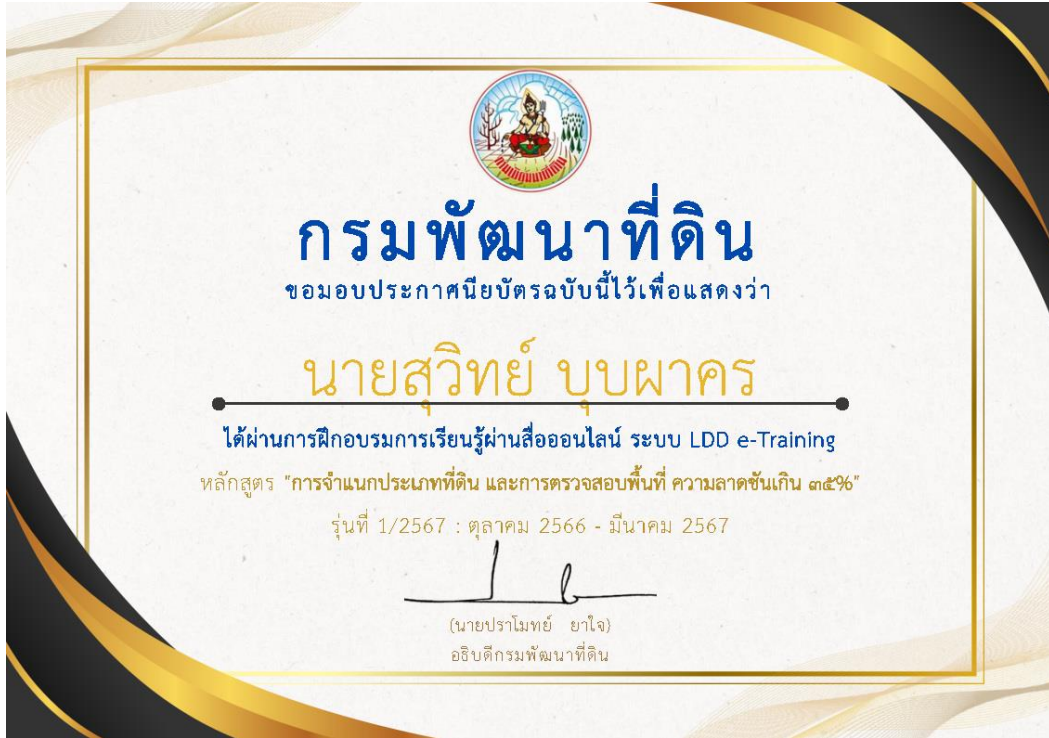 กรมพัฒนาที่ดิน
กรมพัฒนาที่ดิน
ขอมอบประกาศนียบัตรฉบับนี้ไว้เพื่อแสดงว่า
นายสุวิทย์ บุบผาคร
ได้ผ่านการฝึกอบรมการเรียนรู้ผ่านสื่อออนไลน์ ระบบ LDD e-Training
หลักสูตร "การจำแนกประเภทที่ดิน และการตรวจสอบพื้นที่ ความลาดชันเกิน ๓๕%"
รุ่นที่ 1/2567 : ตุลาคม 2566 - มีนาคม 2567
(นายปราโมทย์ ยาใจ)
อธิบดีกรมพัฒนาที่ดิน